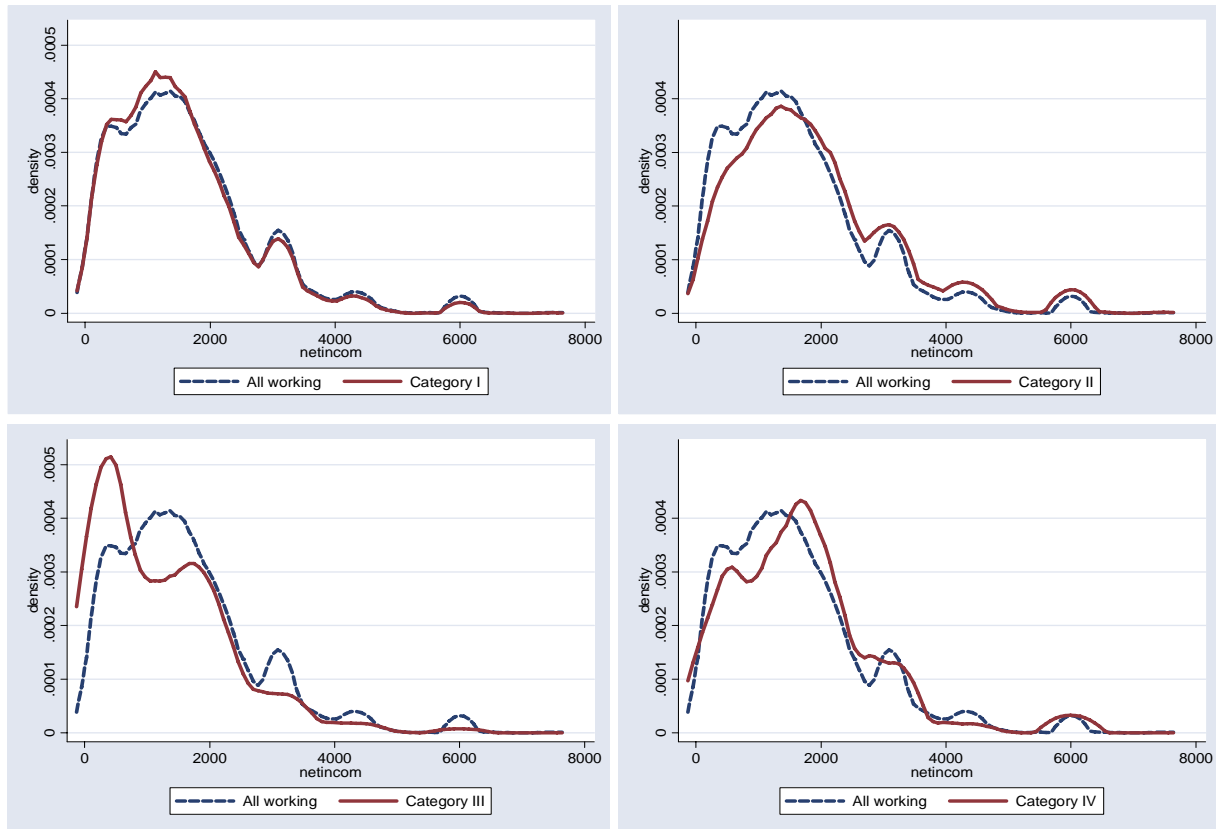 .0005
.0004
.0003
.0002
.0001
0
density
0 2000 4000 6000 8000
netincom
All working Category I
.0004
.0003
.0002
.0001
0
density
0 2000 4000 6000 8000
netincom
All working Category II
.0005
.0004
.0003
.0002
.0001
0
density
0 2000 4000 6000 8000
netincom
All working Category III
.0004
.0003
.0002
.0001
0
density
0 2000 4000 6000 8000
netincom
All working Category IV